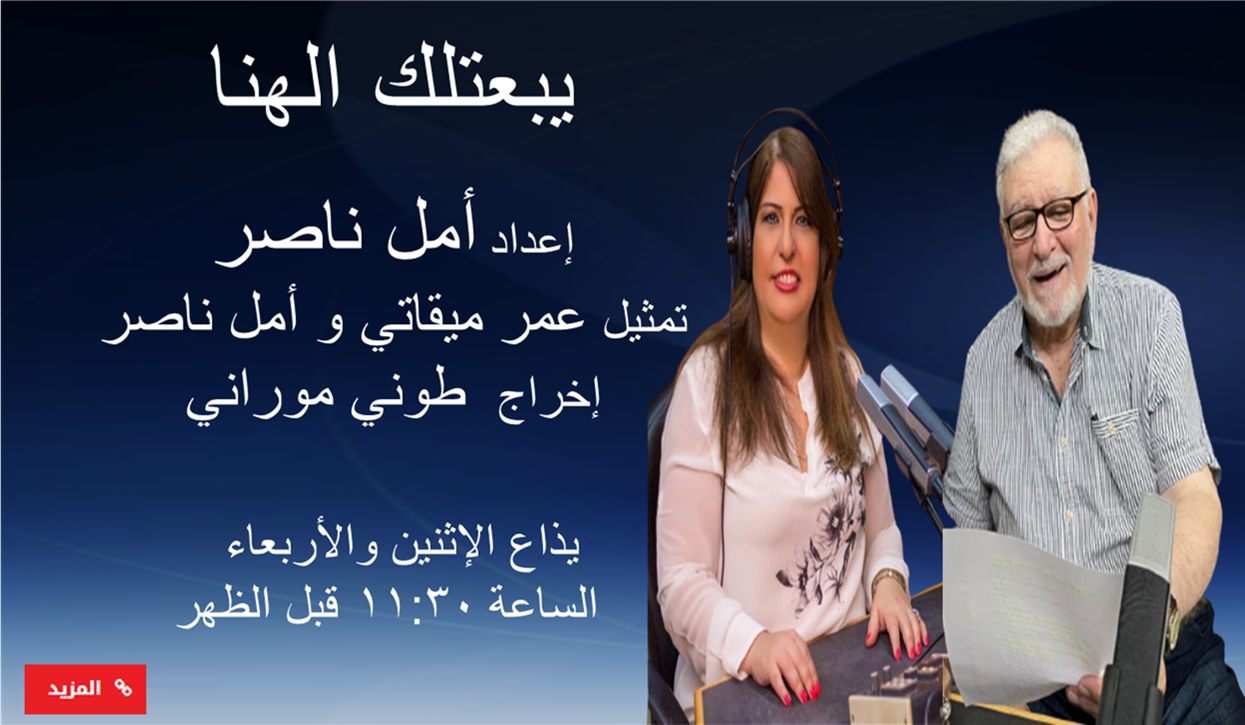 يبعتلك الهنا
إعداد أمل ناصر
تمثيل عمر ميقاتي و أمل ناصر
إخراج طوني موراني
يذاع الإثنين والأربعاء
الساعة ١١:٣٠ قبل الظهر
المزيد